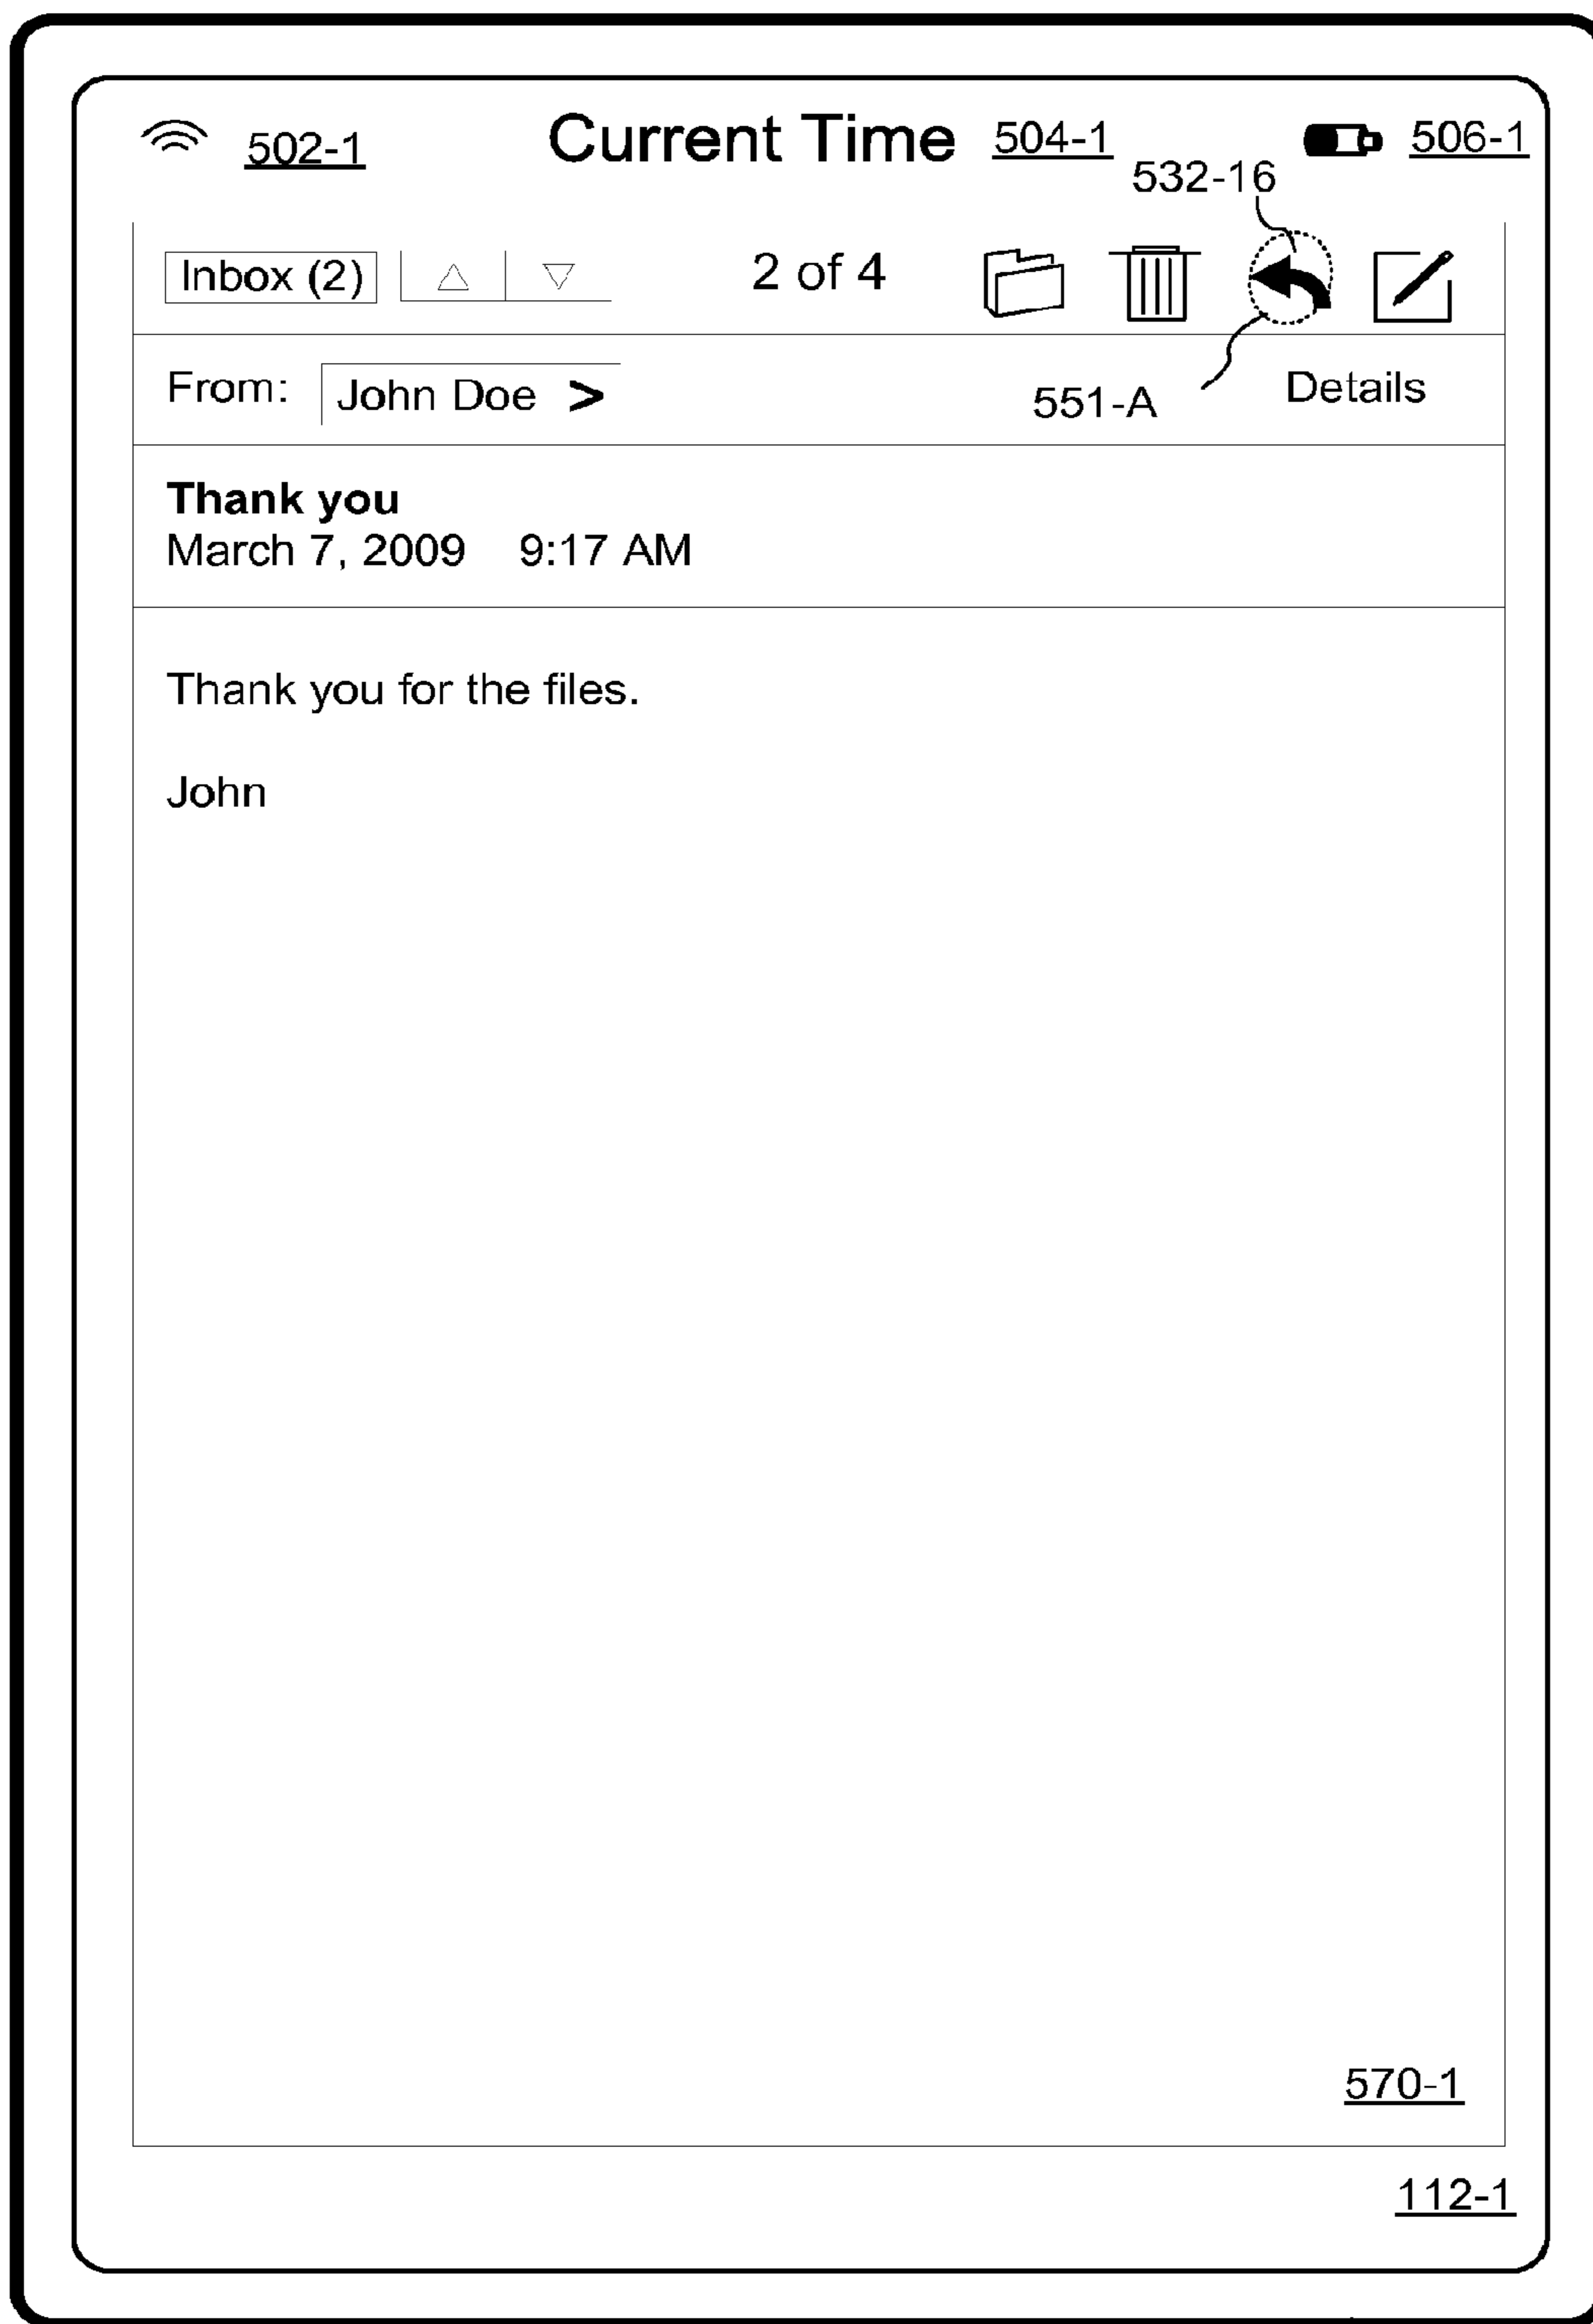 502-1 Current Time 504-1 506-1
532-16
Inbox (2) 2 of 4
From: John Doe > 551-A Details
Thank you
March 7, 2009 9:17 AM
Thank you for the files.
John
570-1
112-1